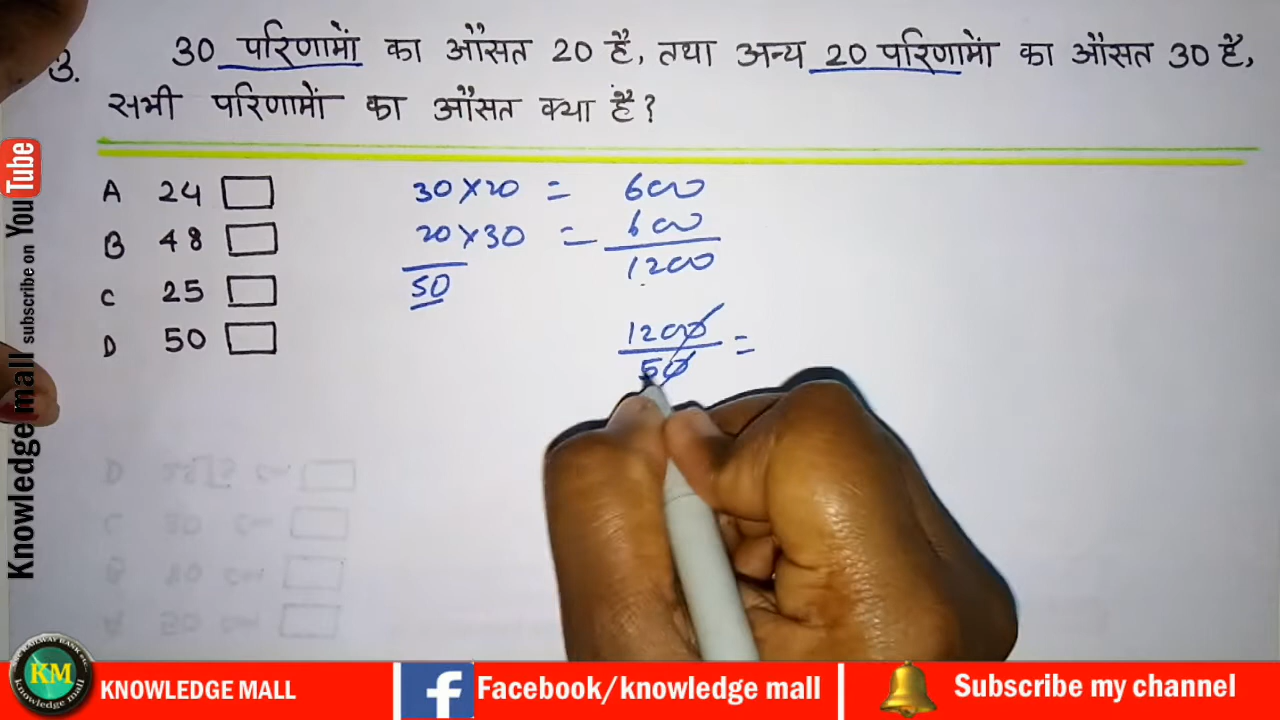 3. 30 परिणामों का औसत 20 है, तथा अन्य 20 परिणामों का औसत 30 है,
सभी परिणामों का औसत क्या है ?
A 24
B 48
C 25
D 50
30 × 20 = 600
20 × 30 = 600
50 1200
1200
50 =
Knowledge mall subscribe on YouTube
KM
knowledge mall
KNOWLEDGE MALL
f Facebook/knowledge mall
Subscribe my channel